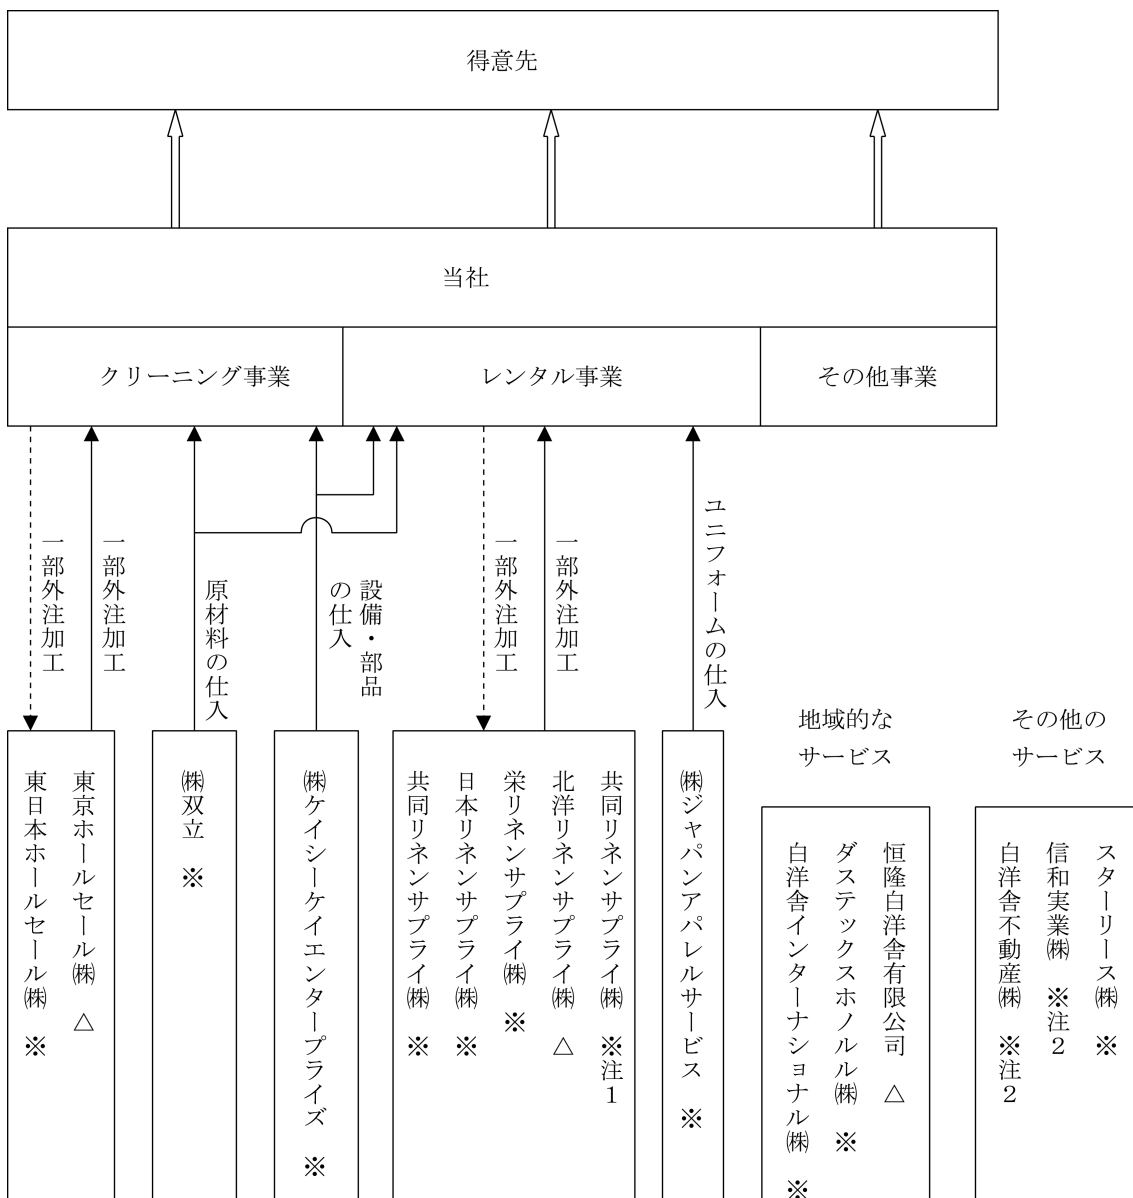 得意先
当社
クリーニング事業
レンタル事業
その他事業
一部外注加工
一部外注加工
原材料の仕入
設備・部品
の仕入
一部外注加工
一部外注加工
ユニフォームの仕入
地域的な
サービス
その他の
サービス
東京ホールセール㈱ △
東日本ホールセール㈱ ※
㈱双立 ※
㈱ケイシーケイエンタープライズ ※
共同リネンサプライ㈱ ※注1
北洋リネンサプライ㈱ △
栄リネンサプライ㈱ ※
日本リネンサプライ㈱ ※
共同リネンサプライ㈱ ※
㈱ジャパンアパレルサービス ※
恒隆白洋舎有限公司 △
ダステックスホノルル㈱ ※
白洋舎インターナショナル㈱ ※
スターリース㈱ ※
信和実業㈱ ※注2
白洋舎不動産㈱ ※注2